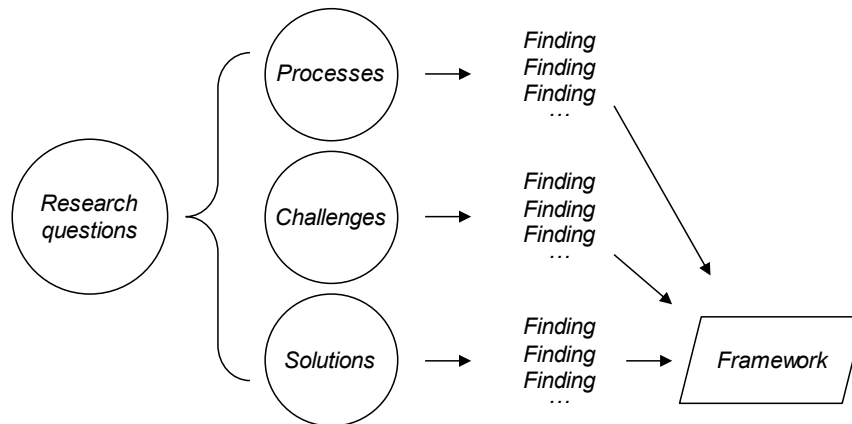 Research
questions
Processes
Finding
Finding
Finding
…
Challenges
Finding
Finding
Finding
…
Solutions
Finding
Finding
Finding
…
Framework